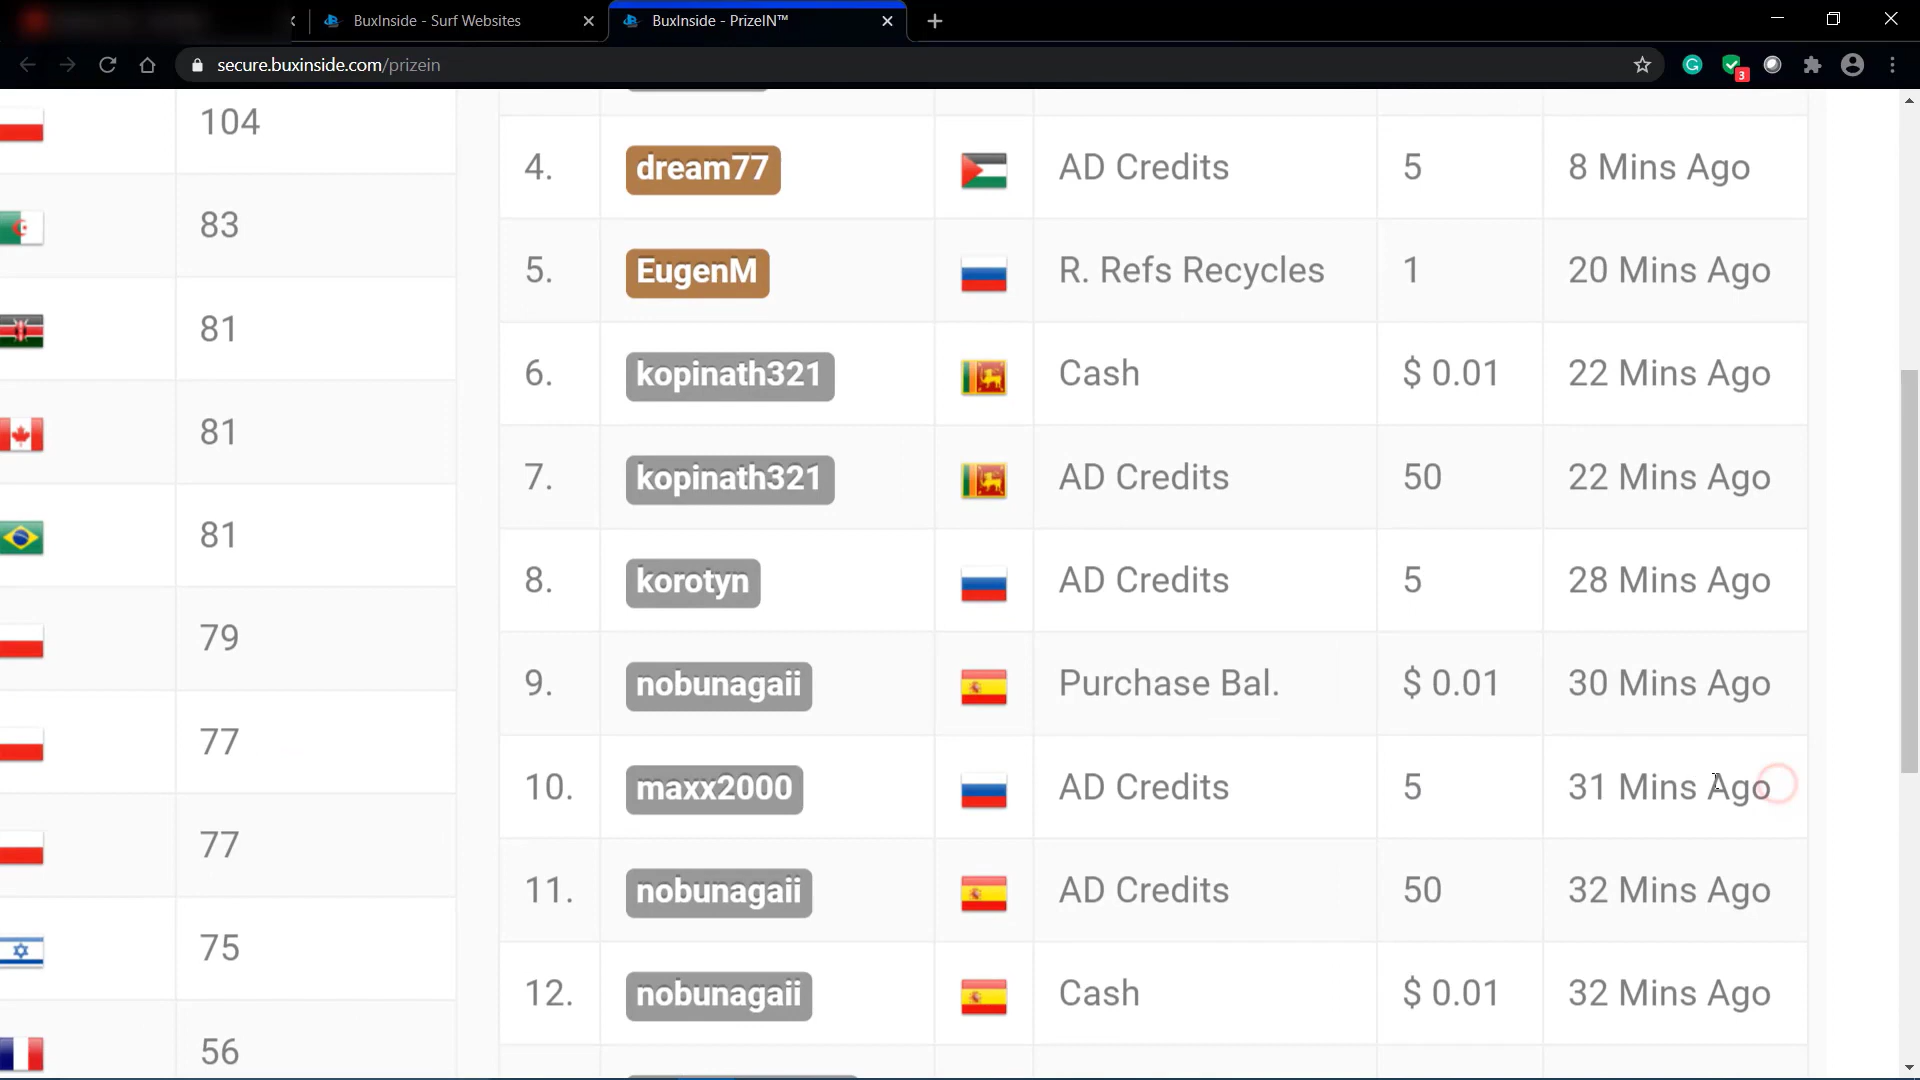 BuxInside - Surf Websites
BuxInside - PrizeIN™
secure.buxinside.com/prizein
3
104
83
81
81
81
79
77
77
75
56
4. dream77 AD Credits 5 8 Mins Ago
5. EugenM R. Refs Recycles 1 20 Mins Ago
6. kopinath321 Cash $ 0.01 22 Mins Ago
7. kopinath321 AD Credits 50 22 Mins Ago
8. korotyn AD Credits 5 28 Mins Ago
9. nobunagaii Purchase Bal. $ 0.01 30 Mins Ago
10. maxx2000 AD Credits 5 31 Mins Ago
11. nobunagaii AD Credits 50 32 Mins Ago
12. nobunagaii Cash $ 0.01 32 Mins Ago